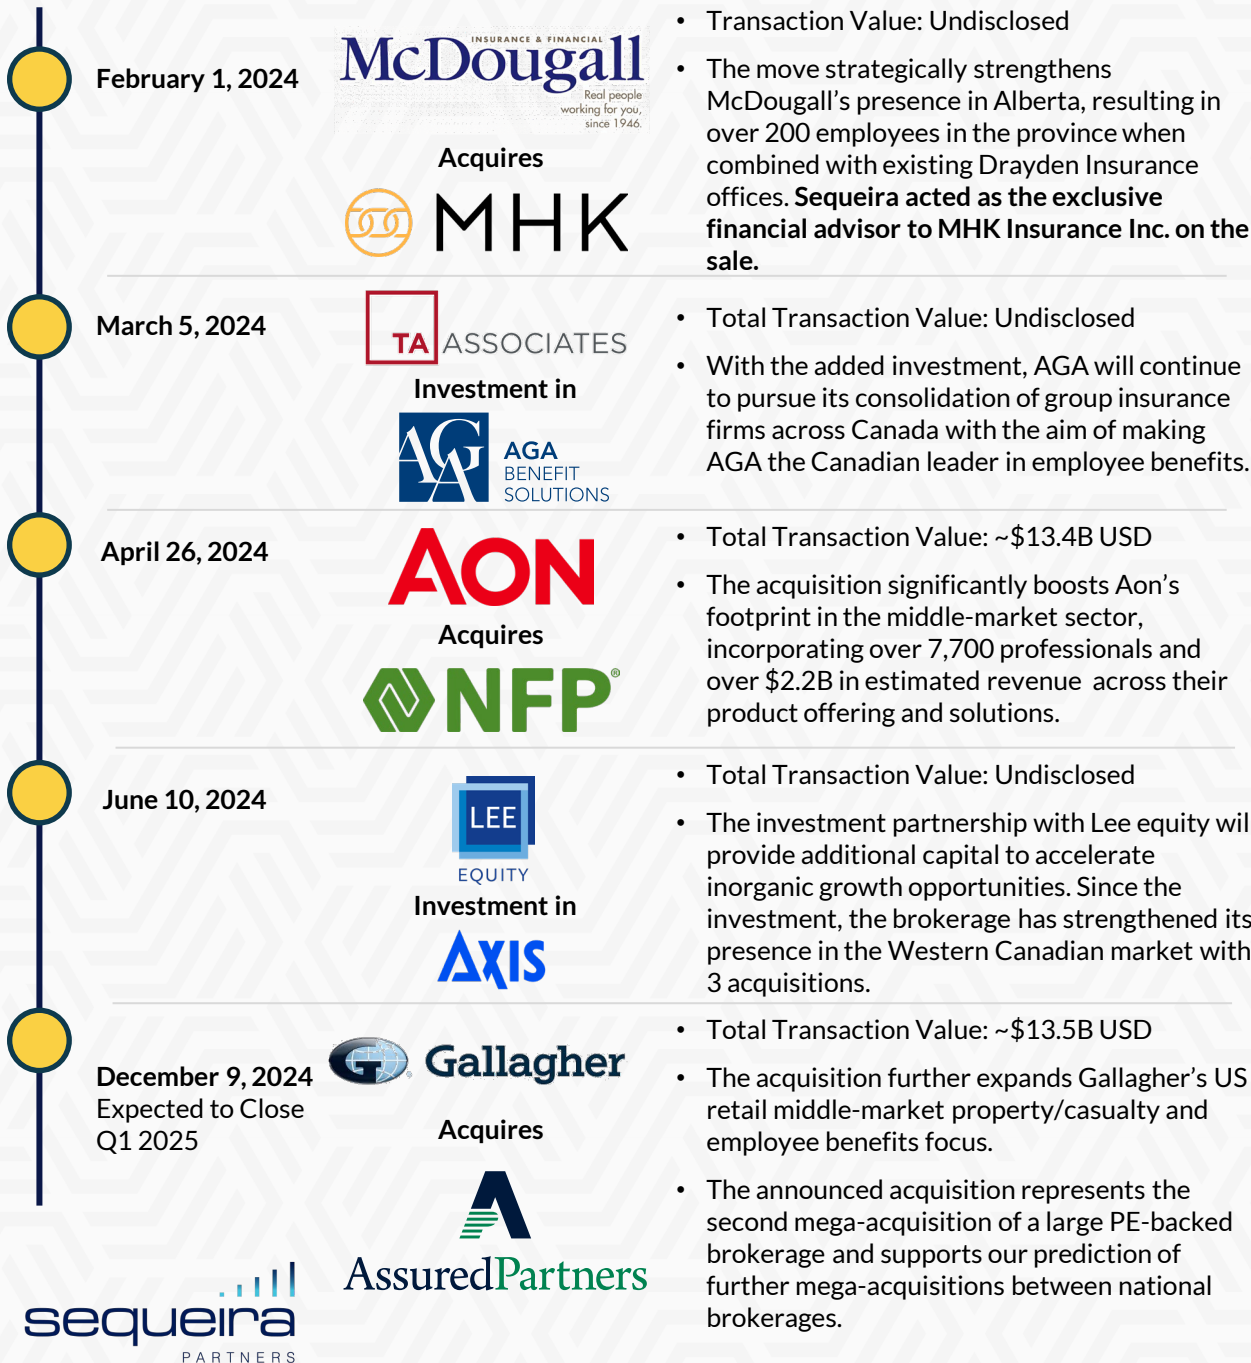 February 1, 2024
INSURANCE & FINANCIAL
McDougall
Real people
working for you,
since 1946.
Acquires
MHK
• Transaction Value: Undisclosed
• The move strategically strengthens
McDougall’s presence in Alberta, resulting in
over 200 employees in the province when
combined with existing Drayden Insurance
offices. Sequeira acted as the exclusive
financial advisor to MHK Insurance Inc. on the
sale.
March 5, 2024
TA ASSOCIATES
Investment in
AGA
AGA
BENEFIT
SOLUTIONS
• Total Transaction Value: Undisclosed
• With the added investment, AGA will continue
to pursue its consolidation of group insurance
firms across Canada with the aim of making
AGA the Canadian leader in employee benefits.
April 26, 2024
AON
Acquires
NFP®
• Total Transaction Value: ~$13.4B USD
• The acquisition significantly boosts Aon’s
footprint in the middle-market sector,
incorporating over 7,700 professionals and
over $2.2B in estimated revenue across their
product offering and solutions.
June 10, 2024
LEE
EQUITY
Investment in
AXIS
• Total Transaction Value: Undisclosed
• The investment partnership with Lee equity wil
provide additional capital to accelerate
inorganic growth opportunities. Since the
investment, the brokerage has strengthened its
presence in the Western Canadian market with
3 acquisitions.
December 9, 2024
Expected to Close
Q1 2025
G Gallagher
Acquires
AssuredPartners
• Total Transaction Value: ~$13.5B USD
• The acquisition further expands Gallagher’s US
retail middle-market property/casualty and
employee benefits focus.
• The announced acquisition represents the
second mega-acquisition of a large PE-backed
brokerage and supports our prediction of
further mega-acquisitions between national
brokerages.
sequeira
PARTNERS